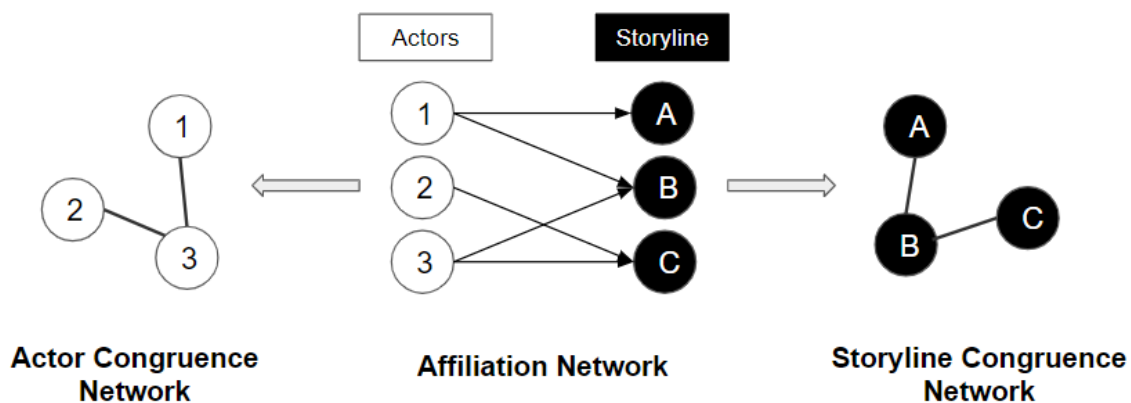 Actors
Storyline
1
2
3
1
2
3
A
B
C
A
B
C
Actor Congruence
Network
Affiliation Network
Storyline Congruence
Network